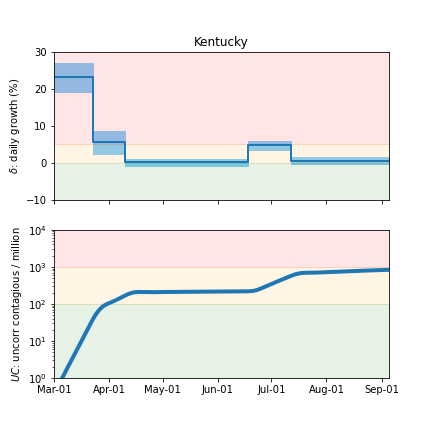 Kentucky
30
20
10
0
−10
δ: daily growth (%)
10⁴
10³
10²
10¹
10⁰
UC: uncorr contagious / million
Mar-01 Apr-01 May-01 Jun-01 Jul-01 Aug-01 Sep-01